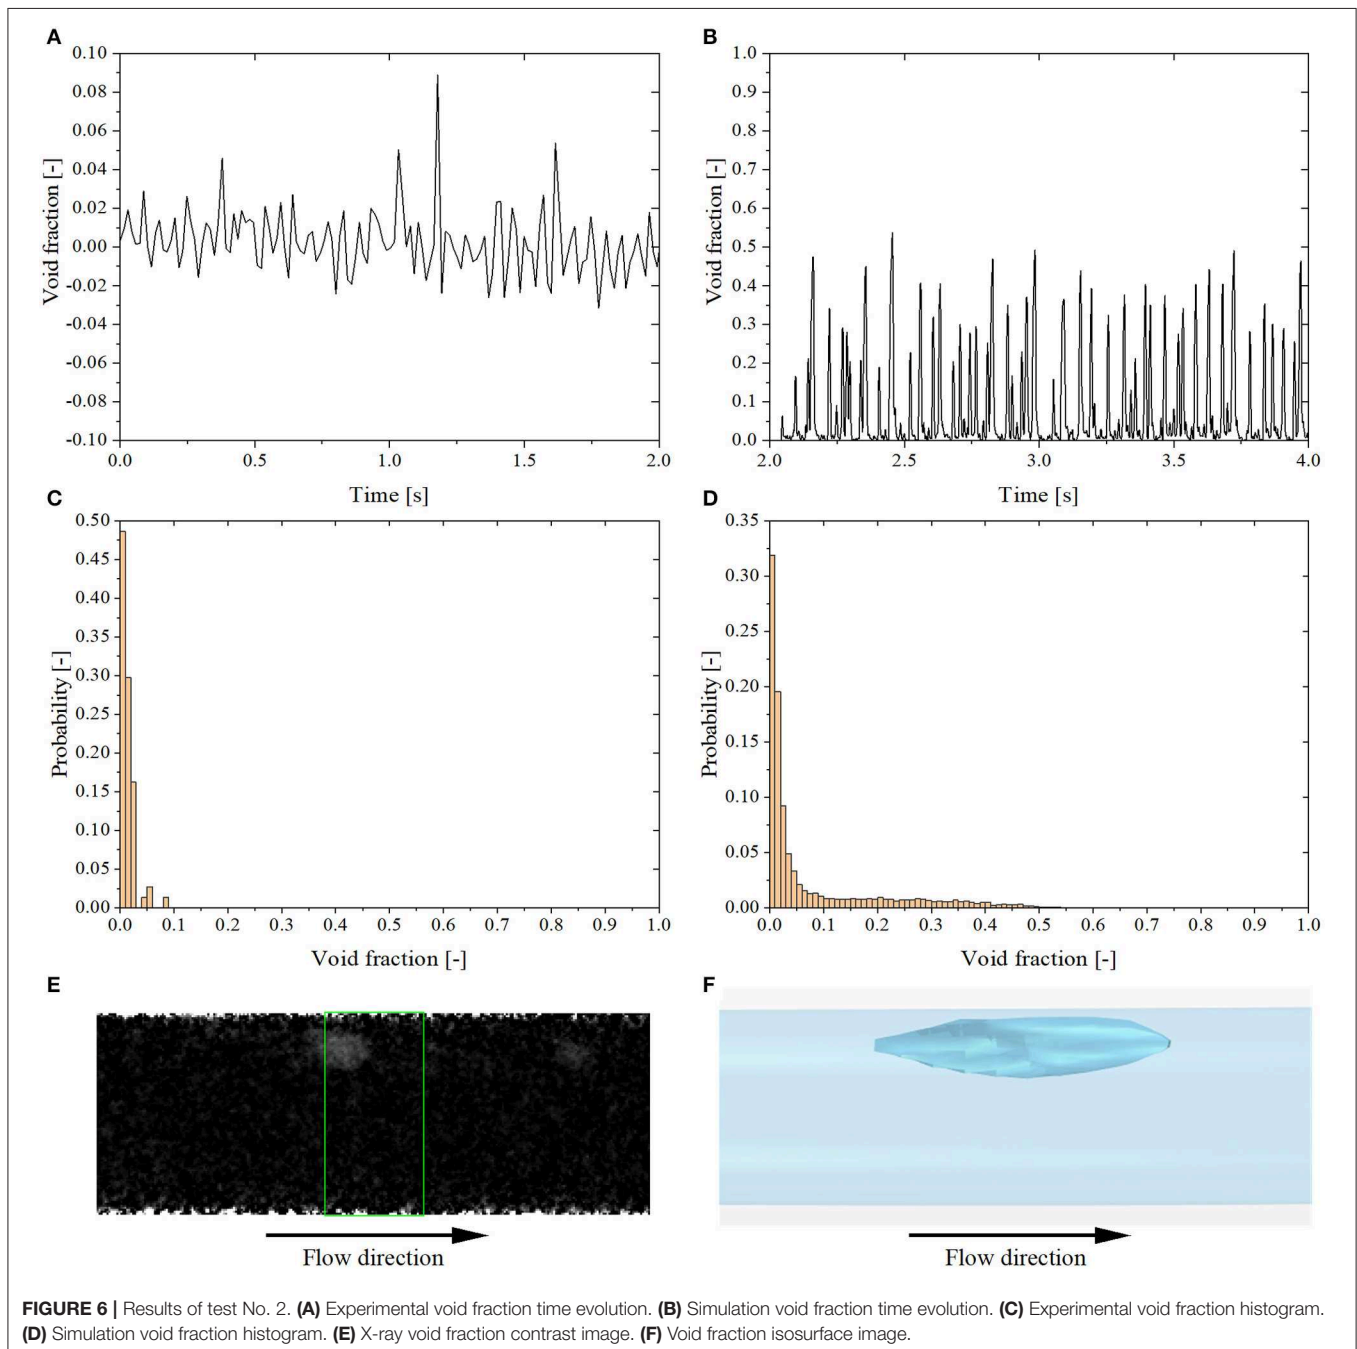 A
0.10
0.08
0.06
0.04
0.02
0.00
-0.02
-0.04
-0.06
-0.08
-0.10
Void fraction [-]
0.0 0.5 1.0 1.5 2.0
Time [s]
B
1.0
0.9
0.8
0.7
0.6
0.5
0.4
0.3
0.2
0.1
0.0
Void fraction [-]
2.0 2.5 3.0 3.5 4.0
Time [s]
C
0.50
0.45
0.40
0.35
0.30
0.25
0.20
0.15
0.10
0.05
0.00
Probability [-]
0.0 0.1 0.2 0.3 0.4 0.5 0.6 0.7 0.8 0.9 1.0
Void fraction [-]
D
0.35
0.30
0.25
0.20
0.15
0.10
0.05
0.00
Probability [-]
0.0 0.1 0.2 0.3 0.4 0.5 0.6 0.7 0.8 0.9 1.0
Void fraction [-]
E
Flow direction
F
Flow direction
FIGURE 6 | Results of test No. 2. (A) Experimental void fraction time evolution. (B) Simulation void fraction time evolution. (C) Experimental void fraction histogram.
(D) Simulation void fraction histogram. (E) X-ray void fraction contrast image. (F) Void fraction isosurface image.